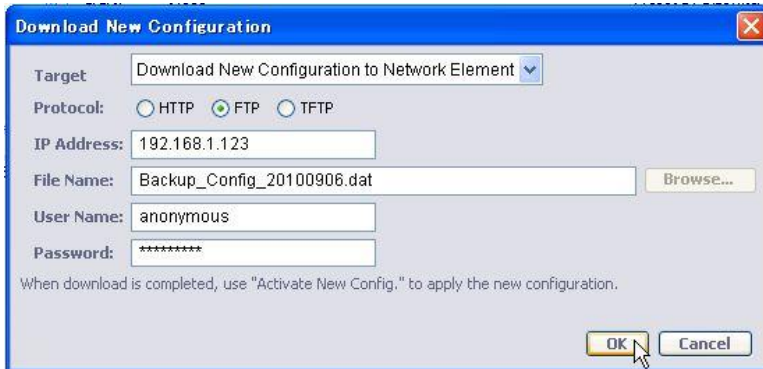 Download New Configuration
Target
Download New Configuration to Network Element
Protocol:
HTTP
FTP
TFTP
IP Address:
192.168.1.123
File Name:
Backup_Config_20100906.dat
Browse...
User Name:
anonymous
Password:
*********
When download is completed, use "Activate New Config." to apply the new configuration.
OK
Cancel